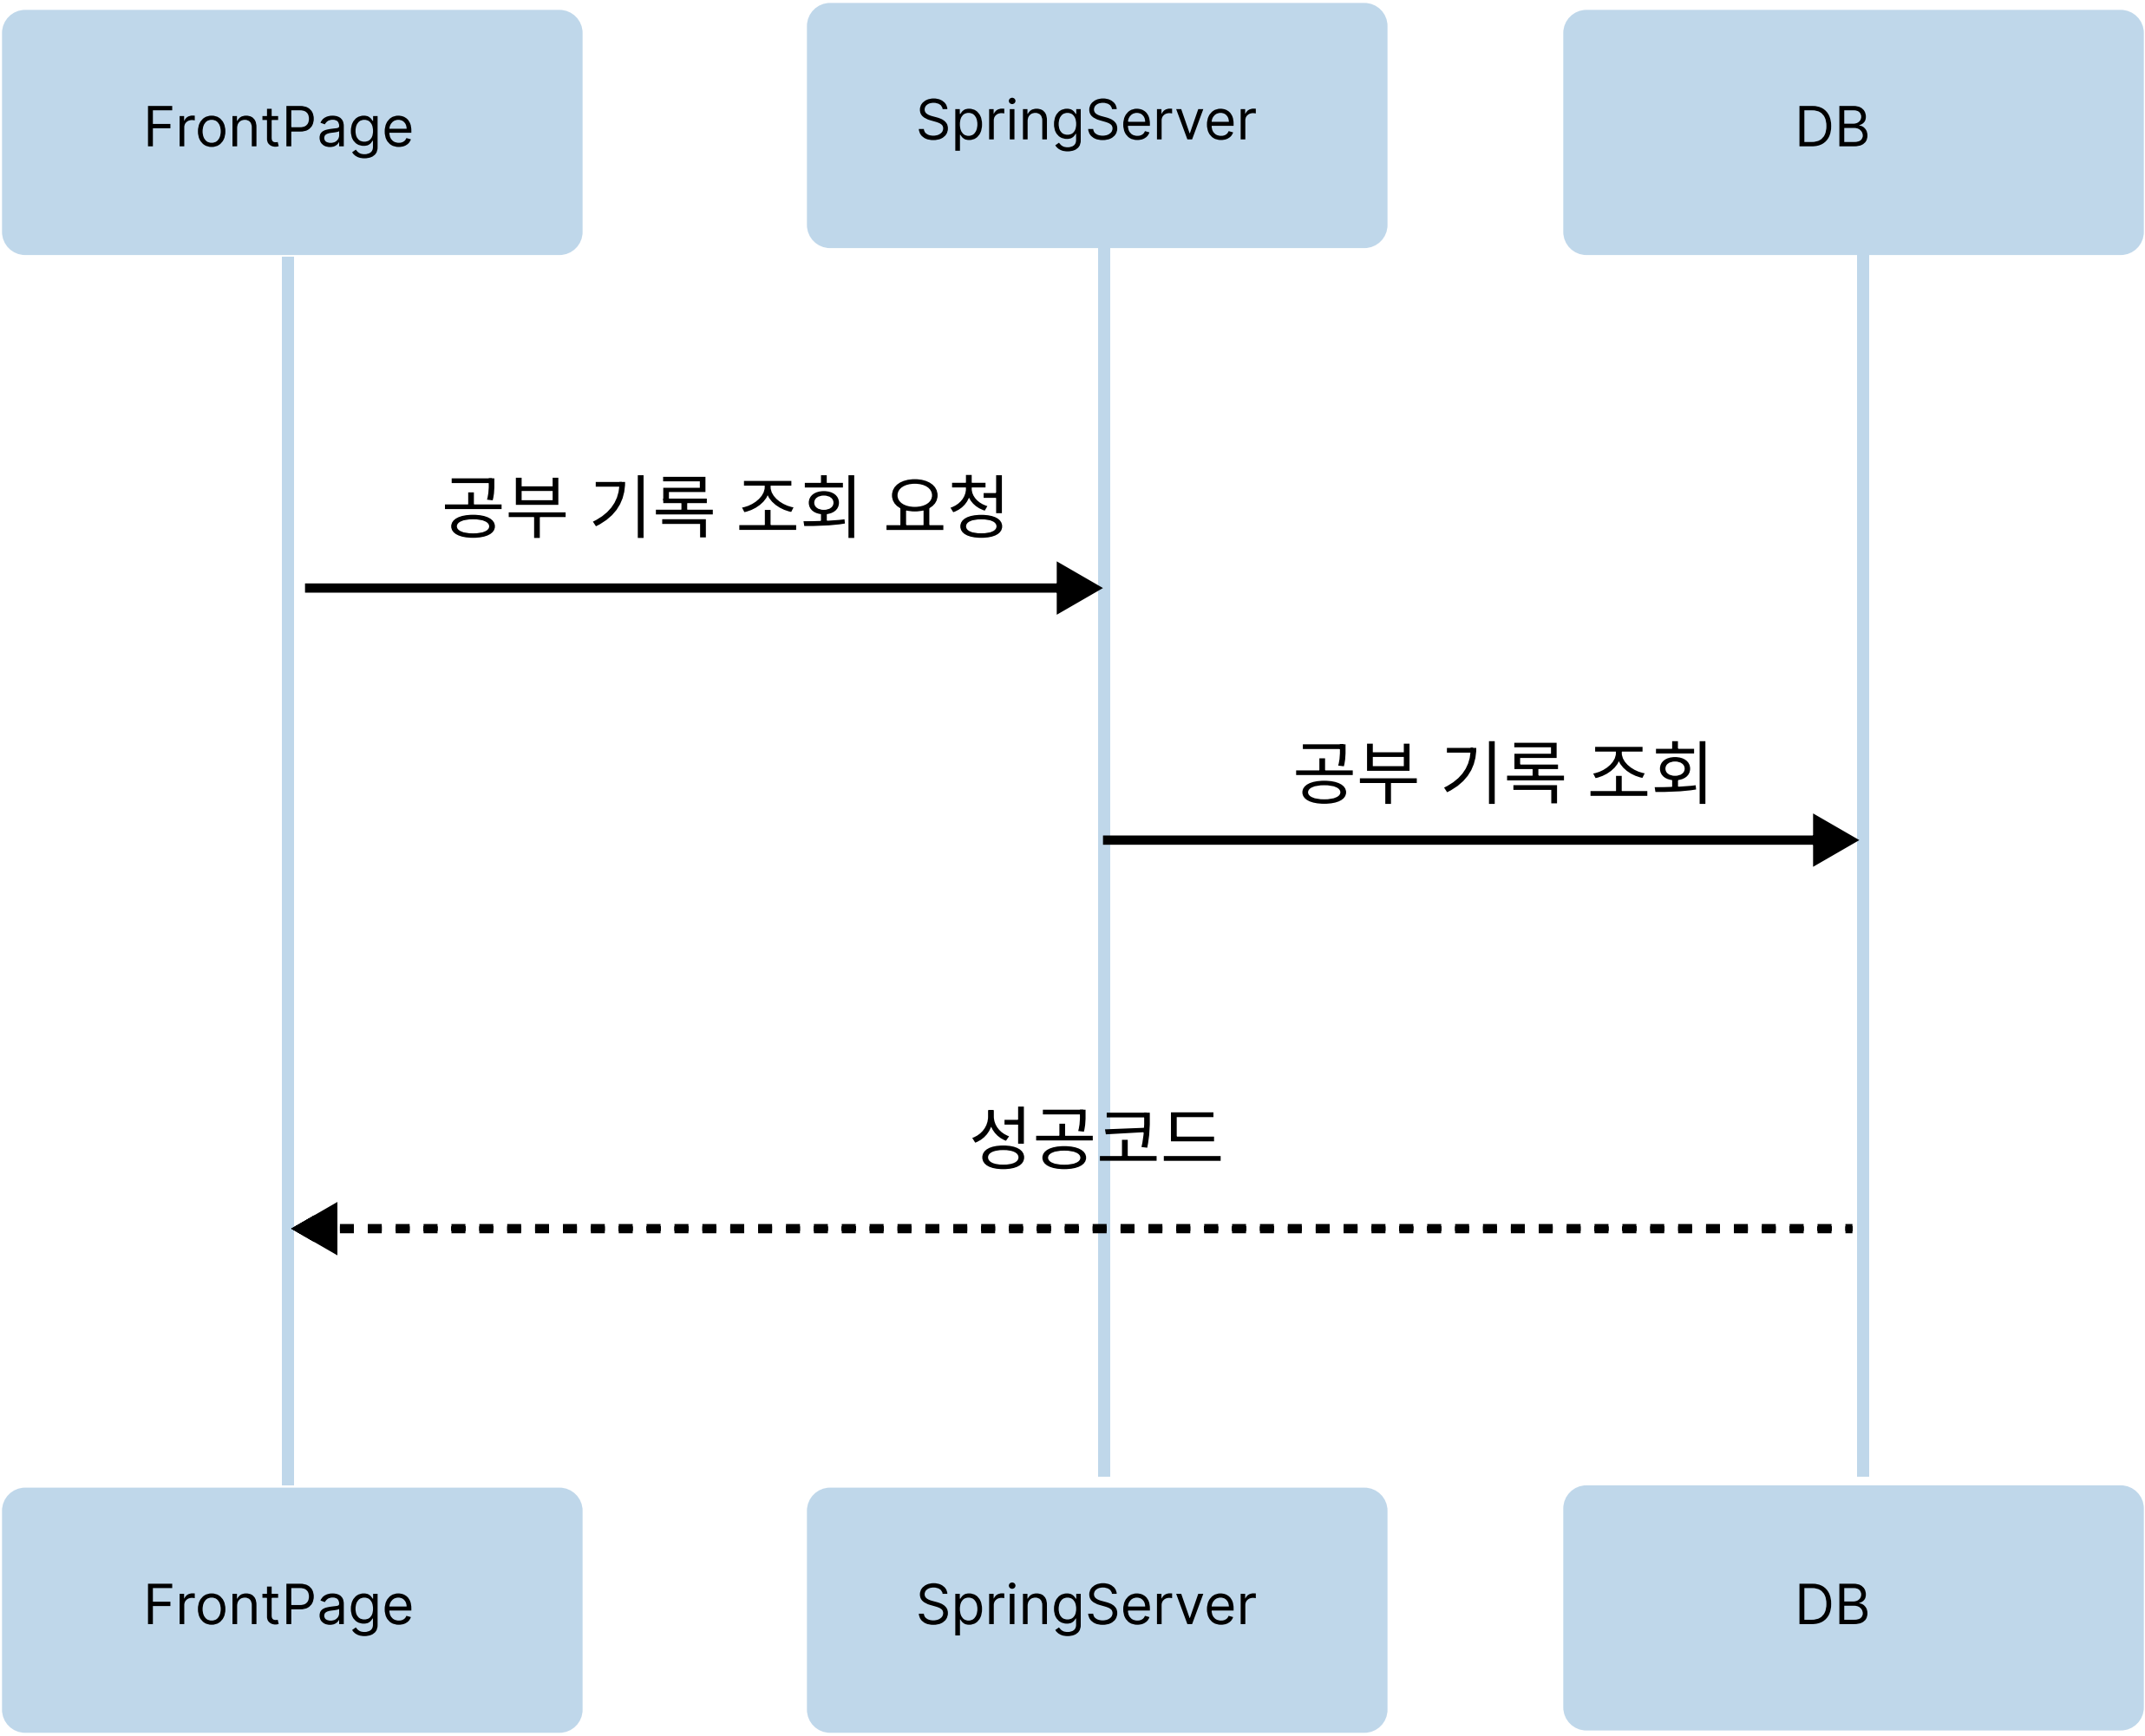 FrontPage
SpringServer
DB
공부 기록 조회 요청
공부 기록 조회
성공코드
FrontPage
SpringServer
DB